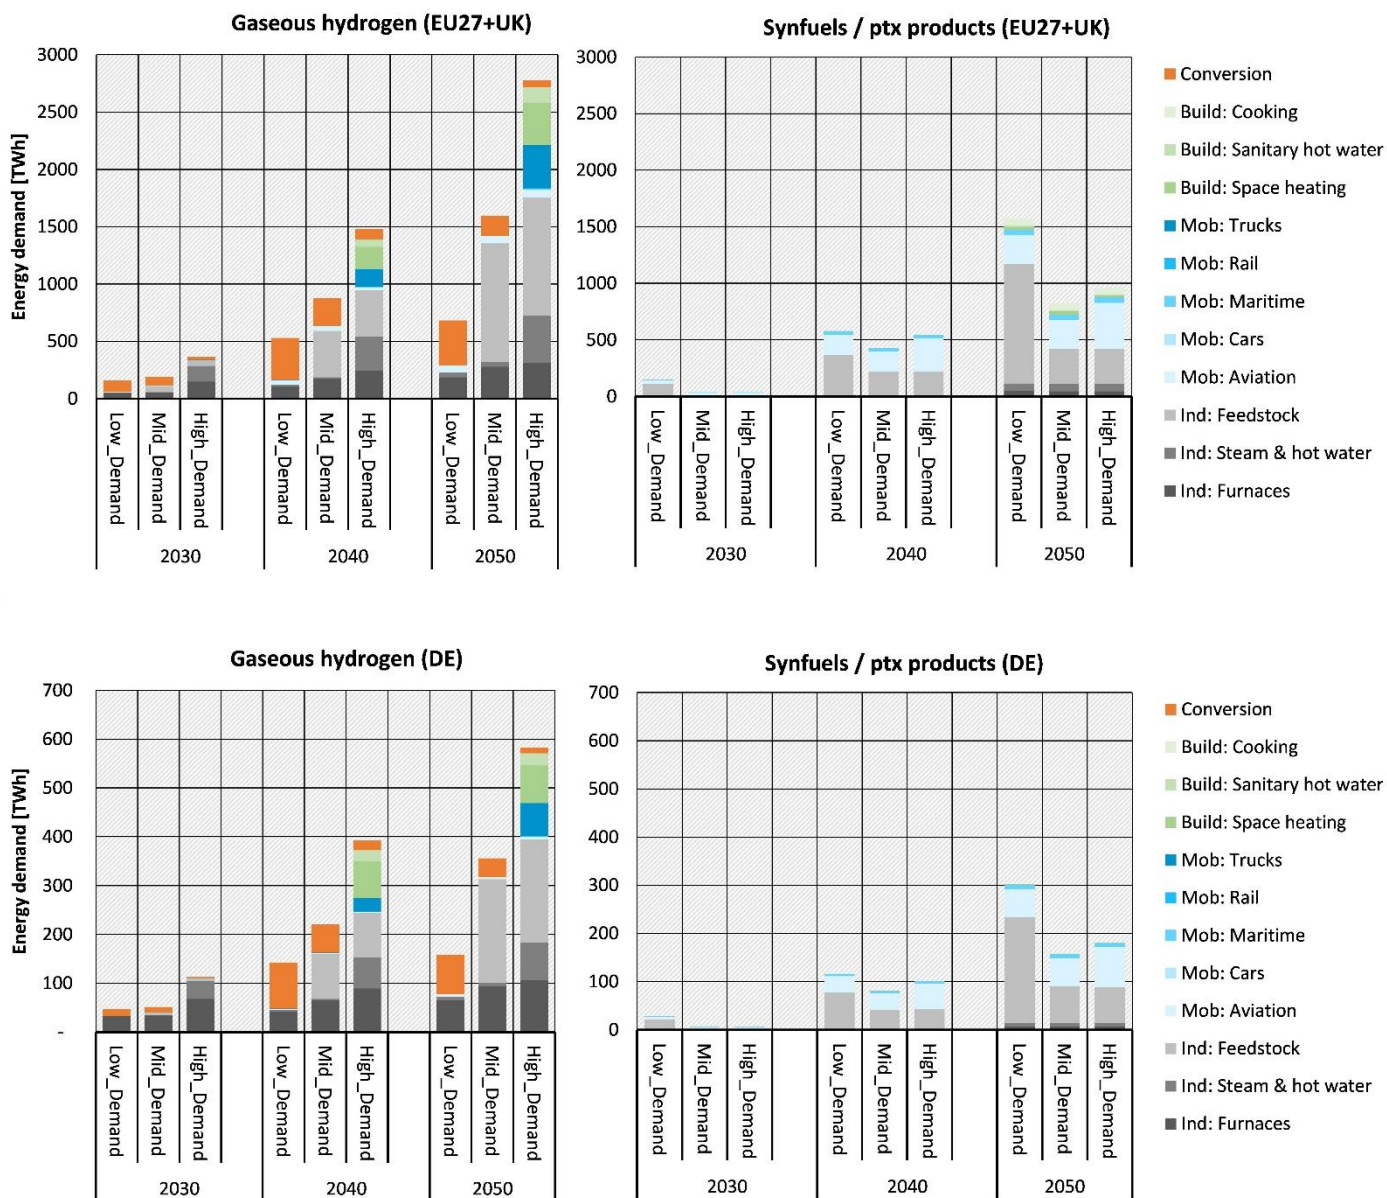 Gaseous hydrogen (EU27+UK)
Energy demand [TWh]
3000
2500
2000
1500
1000
500
0
Low_Demand
Mid_Demand
High_Demand
Low_Demand
Mid_Demand
High_Demand
Low_Demand
Mid_Demand
High_Demand
2030
2040
2050
Synfuels / ptx products (EU27+UK)
3000
2500
2000
1500
1000
500
0
Low_Demand
Mid_Demand
High_Demand
Low_Demand
Mid_Demand
High_Demand
Low_Demand
Mid_Demand
High_Demand
2030
2040
2050
Conversion
Build: Cooking
Build: Sanitary hot water
Build: Space heating
Mob: Trucks
Mob: Rail
Mob: Maritime
Mob: Cars
Mob: Aviation
Ind: Feedstock
Ind: Steam & hot water
Ind: Furnaces
Gaseous hydrogen (DE)
Energy demand [TWh]
700
600
500
400
300
200
100
-
Low_Demand
Mid_Demand
High_Demand
Low_Demand
Mid_Demand
High_Demand
Low_Demand
Mid_Demand
High_Demand
2030
2040
2050
Synfuels / ptx products (DE)
700
600
500
400
300
200
100
0
Low_Demand
Mid_Demand
High_Demand
Low_Demand
Mid_Demand
High_Demand
Low_Demand
Mid_Demand
High_Demand
2030
2040
2050
Conversion
Build: Cooking
Build: Sanitary hot water
Build: Space heating
Mob: Trucks
Mob: Rail
Mob: Maritime
Mob: Cars
Mob: Aviation
Ind: Feedstock
Ind: Steam & hot water
Ind: Furnaces